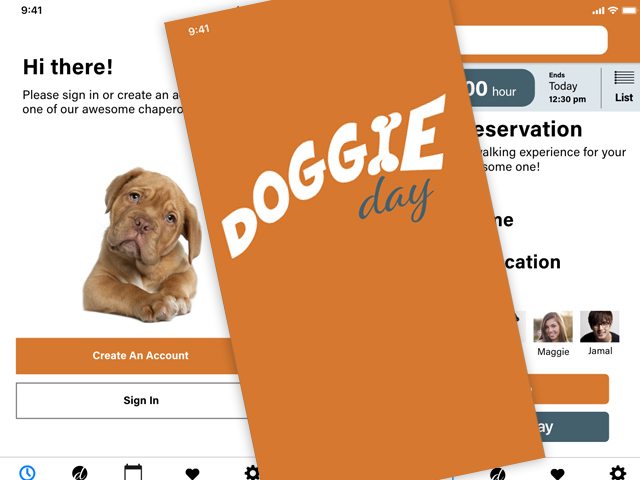 9:41
Hi there!
Please sign in or create an a
one of our awesome chapero
Create An Account
Sign In
9:41
DOGGIE
day
00 hour
Ends
Today
12:30 pm
List
eservation
walking experience for your
some one!
me
cation
Maggie
Jamal
ay